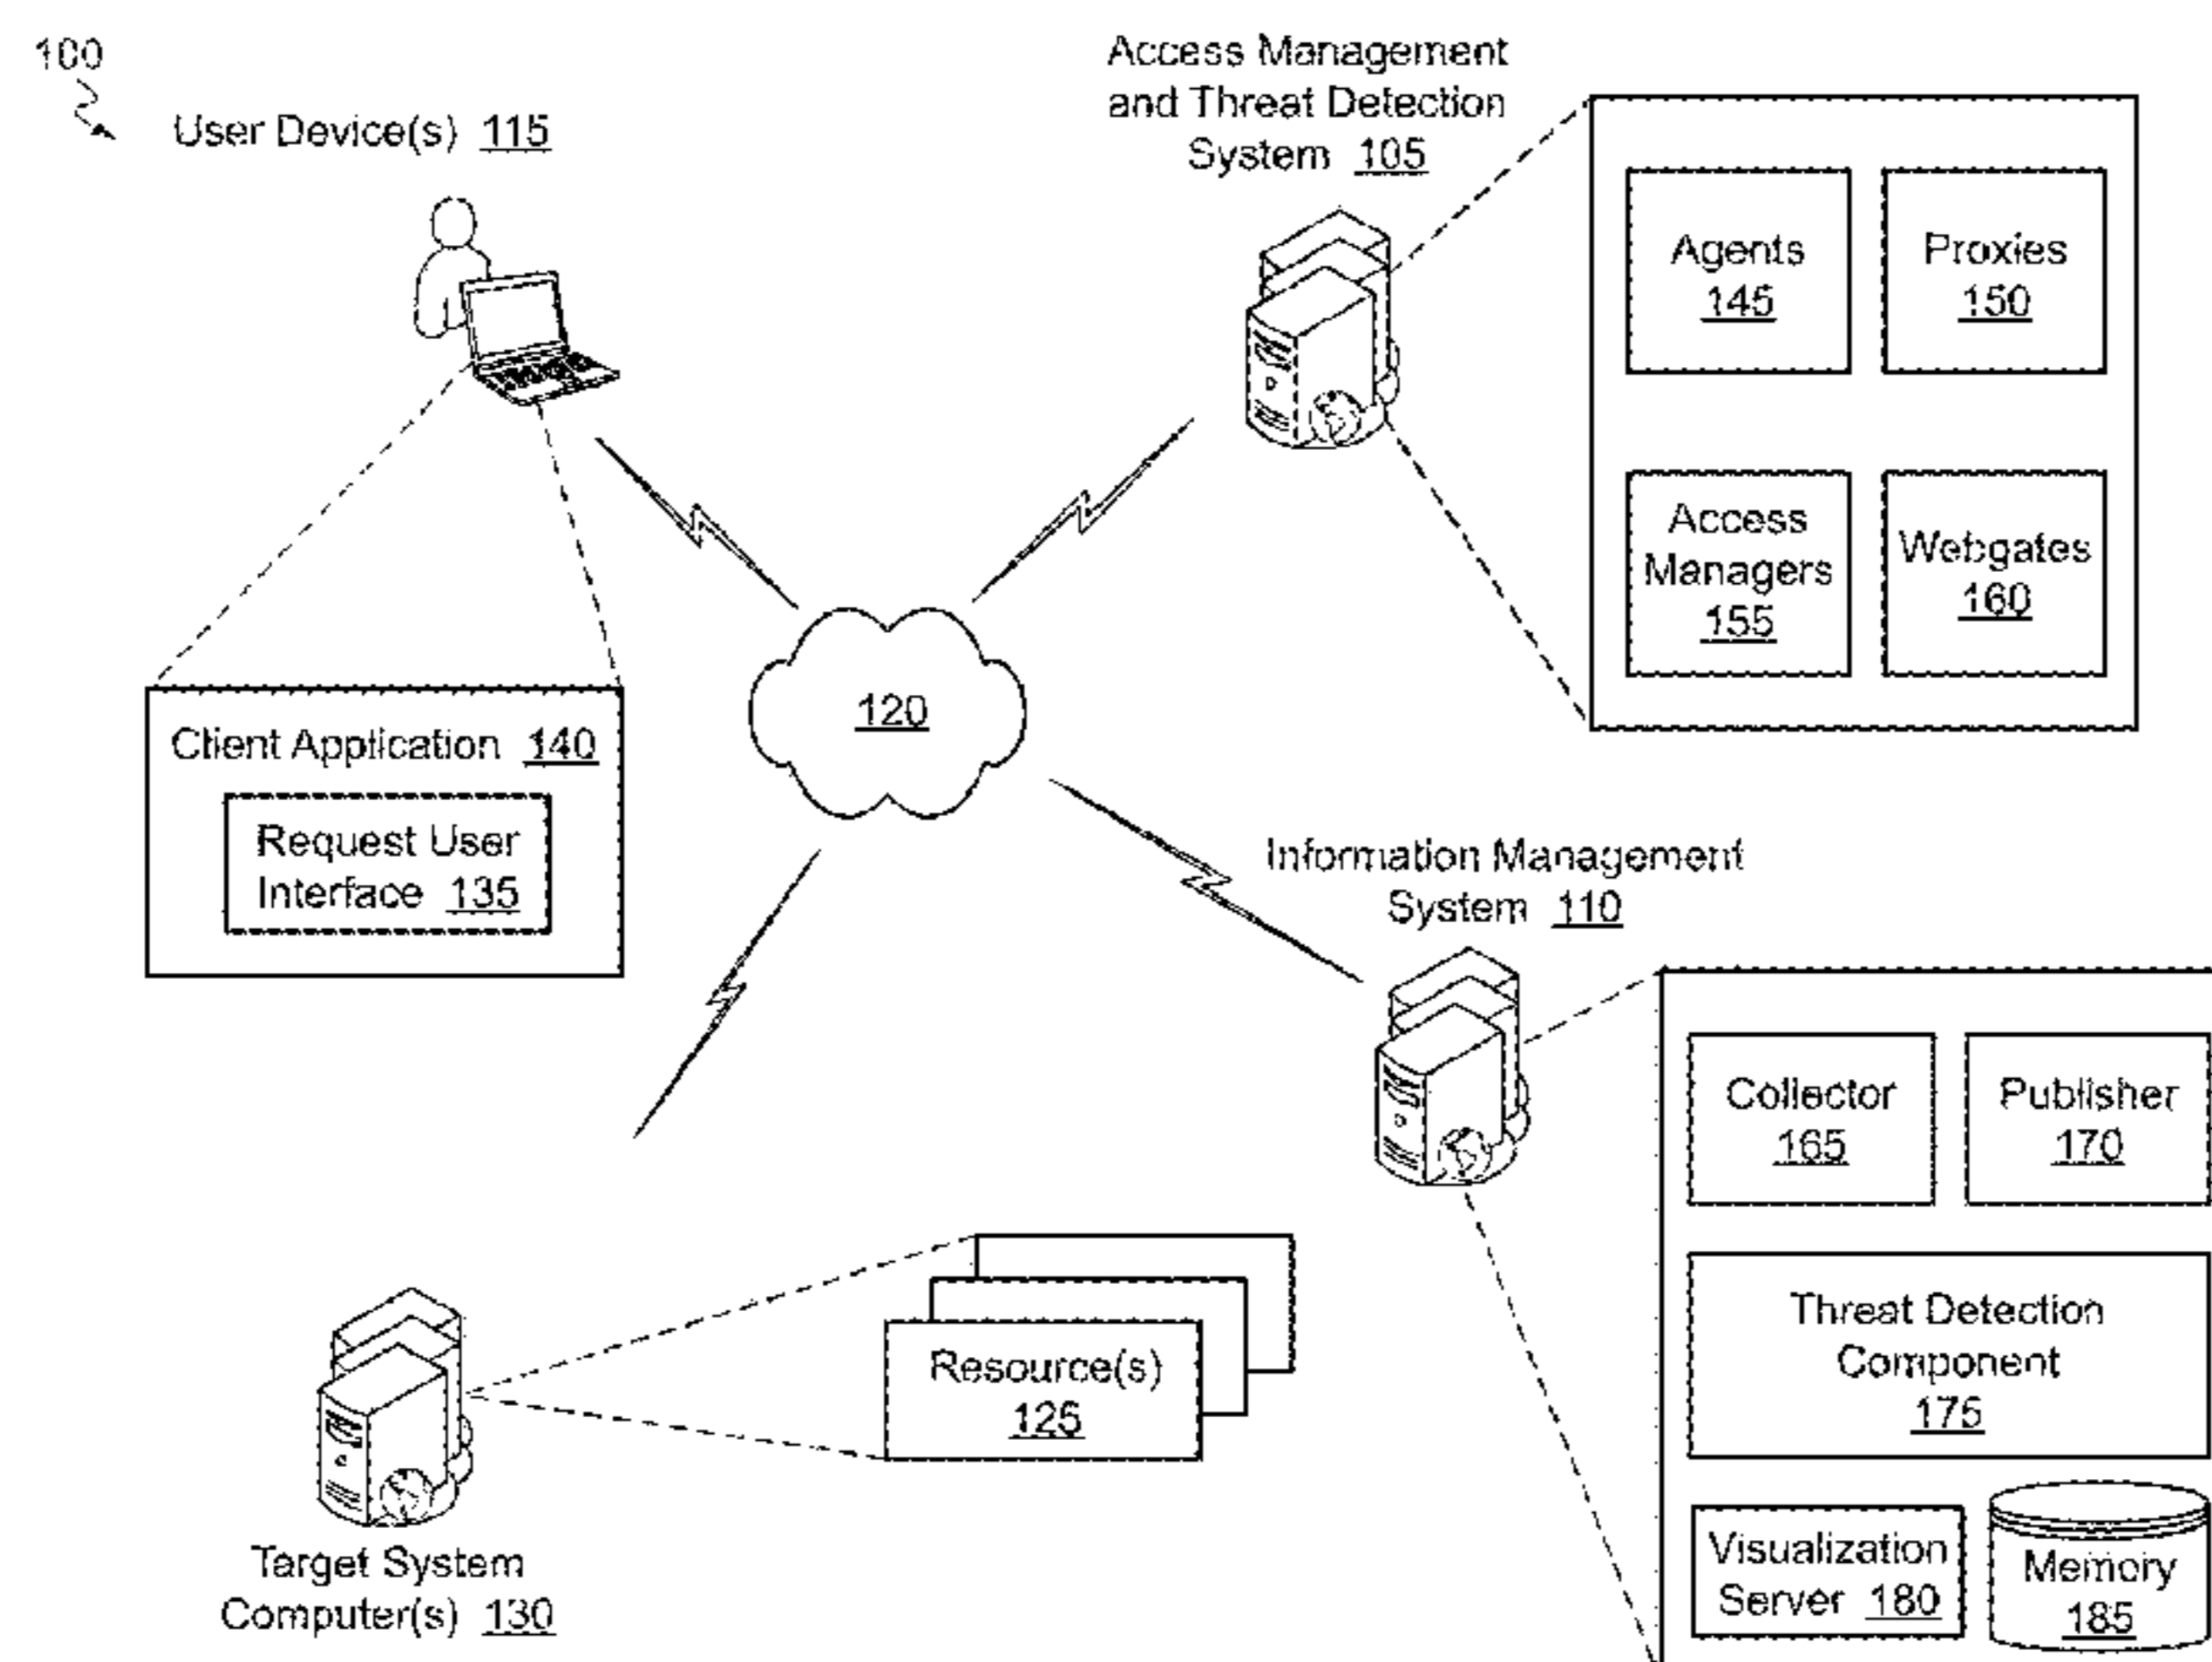 100
User Device(s) 115
Access Management
and Threat Detection
System 105
Agents
145
Proxies
150
Access
Managers
155
Webgates
160
120
Client Application 140
Request User
Interface 135
Information Management
System 110
Collector
165
Publisher
170
Threat Detection
Component
175
Visualization
Server 180
Memory
185
Resource(s)
125
Target System
Computer(s) 130